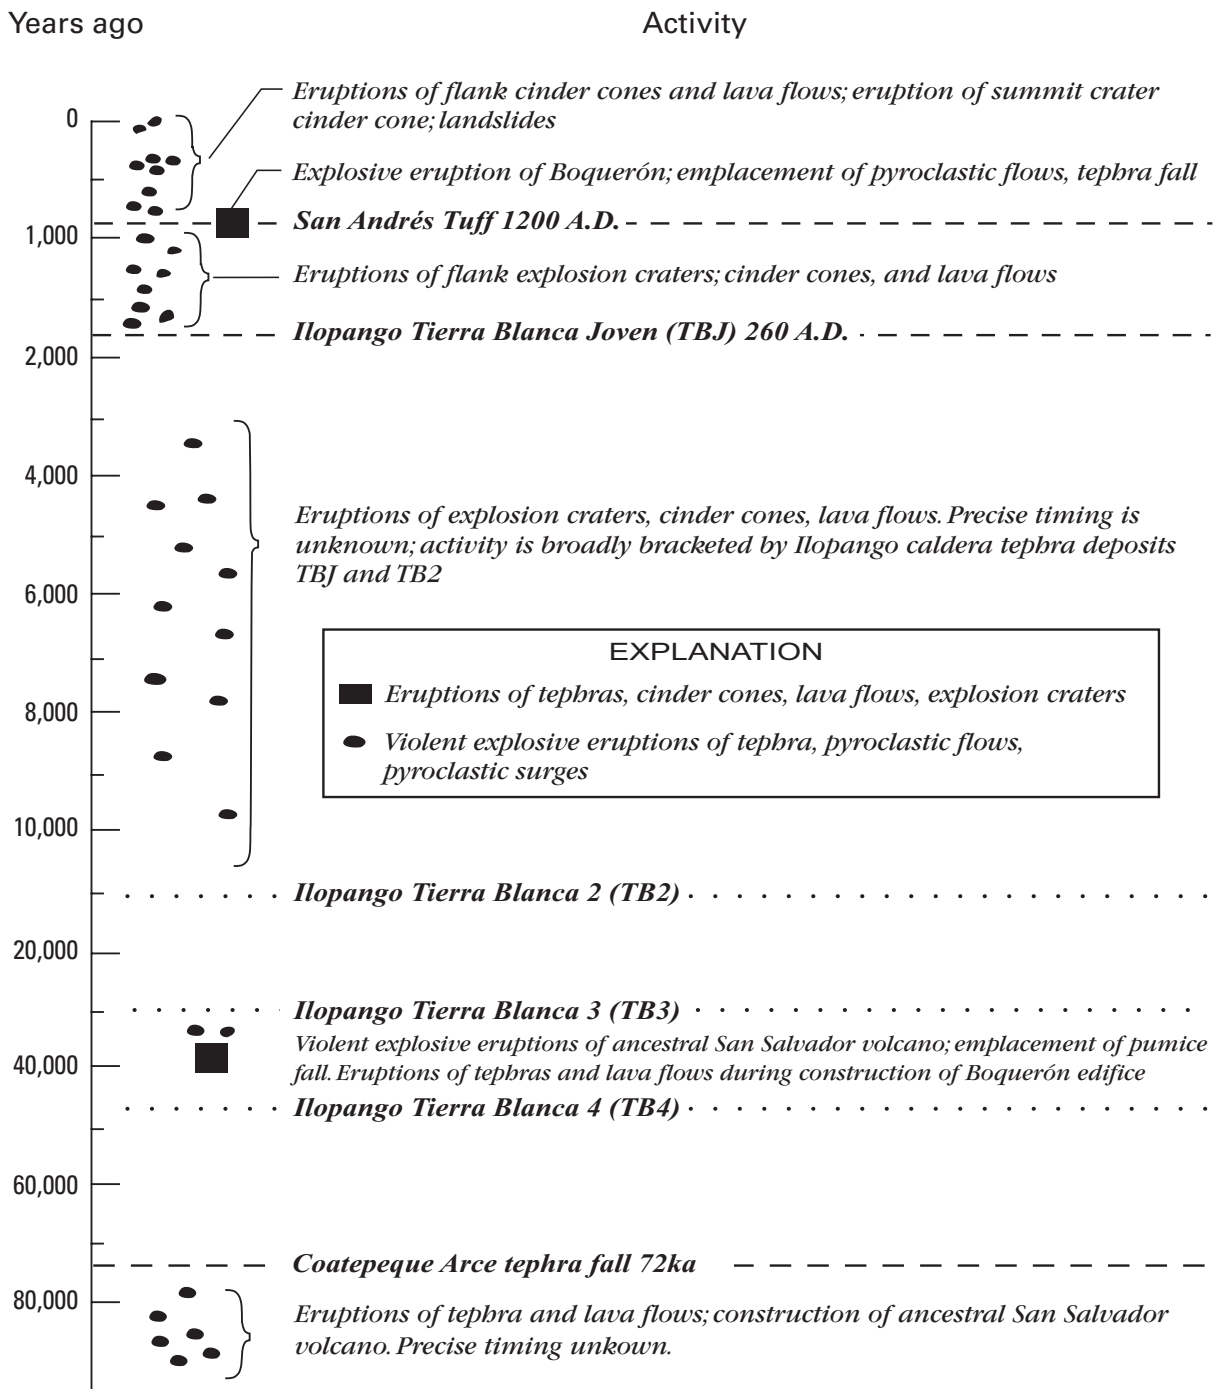 Years ago
Activity
Eruptions of flank cinder cones and lava flows; eruption of summit crater
cinder cone; landslides
0
Explosive eruption of Boquerón; emplacement of pyroclastic flows, tephra fall
San Andrés Tuff 1200 A.D.
1,000
Eruptions of flank explosion craters; cinder cones, and lava flows
Ilopango Tierra Blanca Joven (TBJ) 260 A.D.
2,000
4,000
Eruptions of explosion craters, cinder cones, lava flows. Precise timing is
unknown; activity is broadly bracketed by Ilopango caldera tephra deposits
TBJ and TB2
6,000
EXPLANATION
Eruptions of tephras, cinder cones, lava flows, explosion craters
8,000
Violent explosive eruptions of tephra, pyroclastic flows,
pyroclastic surges
10,000
Ilopango Tierra Blanca 2 (TB2)
20,000
Ilopango Tierra Blanca 3 (TB3)
Violent explosive eruptions of ancestral San Salvador volcano; emplacement of pumice
40,000
fall. Eruptions of tephras and lava flows during construction of Boquerón edifice
Ilopango Tierra Blanca 4 (TB4)
60,000
Coatepeque Arce tephra fall 72ka
80,000
Eruptions of tephra and lava flows; construction of ancestral San Salvador
volcano. Precise timing unkown.